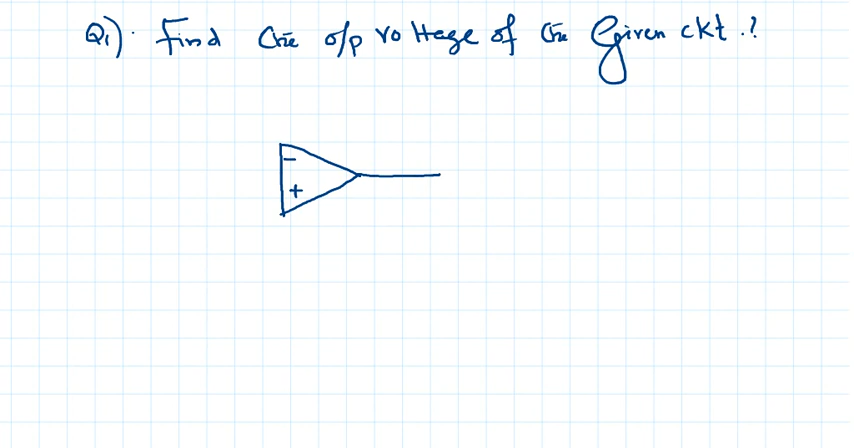 Q1). Find the o/p voltage of the given ckt.?
-
+